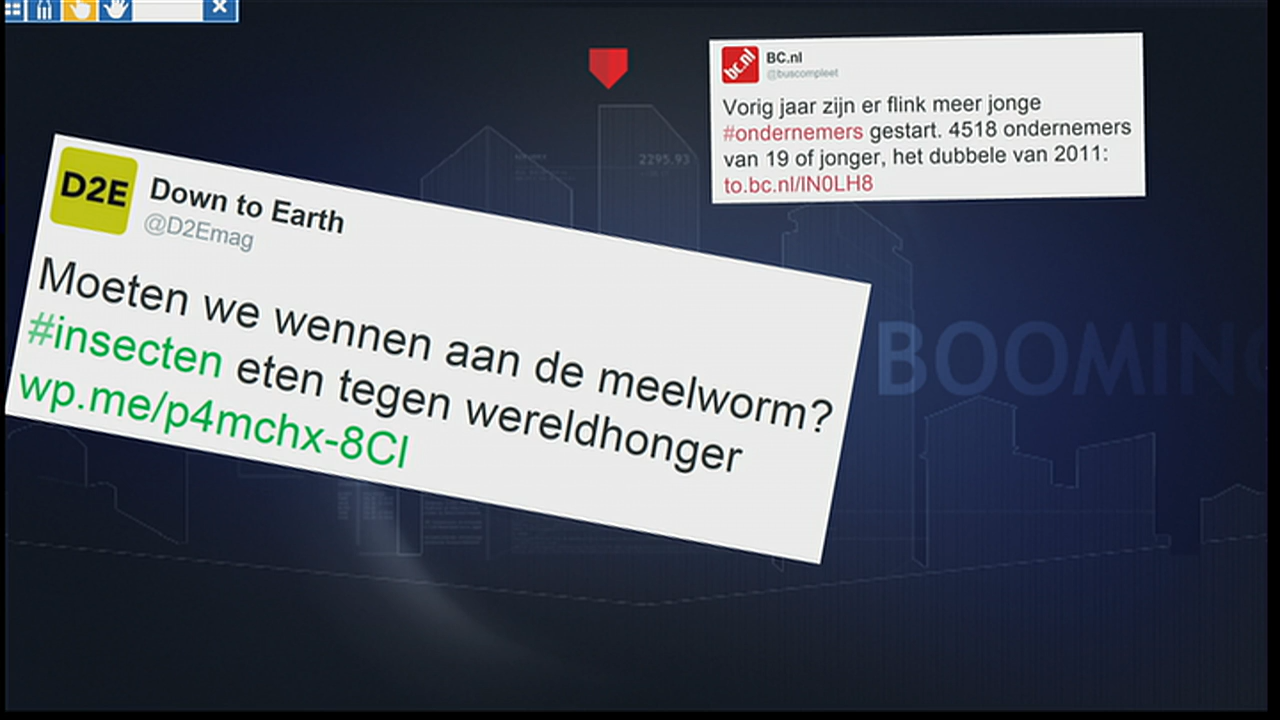 bc.nl
BC.nl
@buscompleet
Vorig jaar zijn er flink meer jonge
#ondernemers gestart. 4518 ondernemers
van 19 of jonger, het dubbele van 2011:
to.bc.nl/IN0LH8
2295.93
D2E
Down to Earth
@D2Emag
Moeten we wennen aan de meelworm?
#insecten eten tegen wereldhonger
wp.me/p4mchx-8Cl
BOOMING